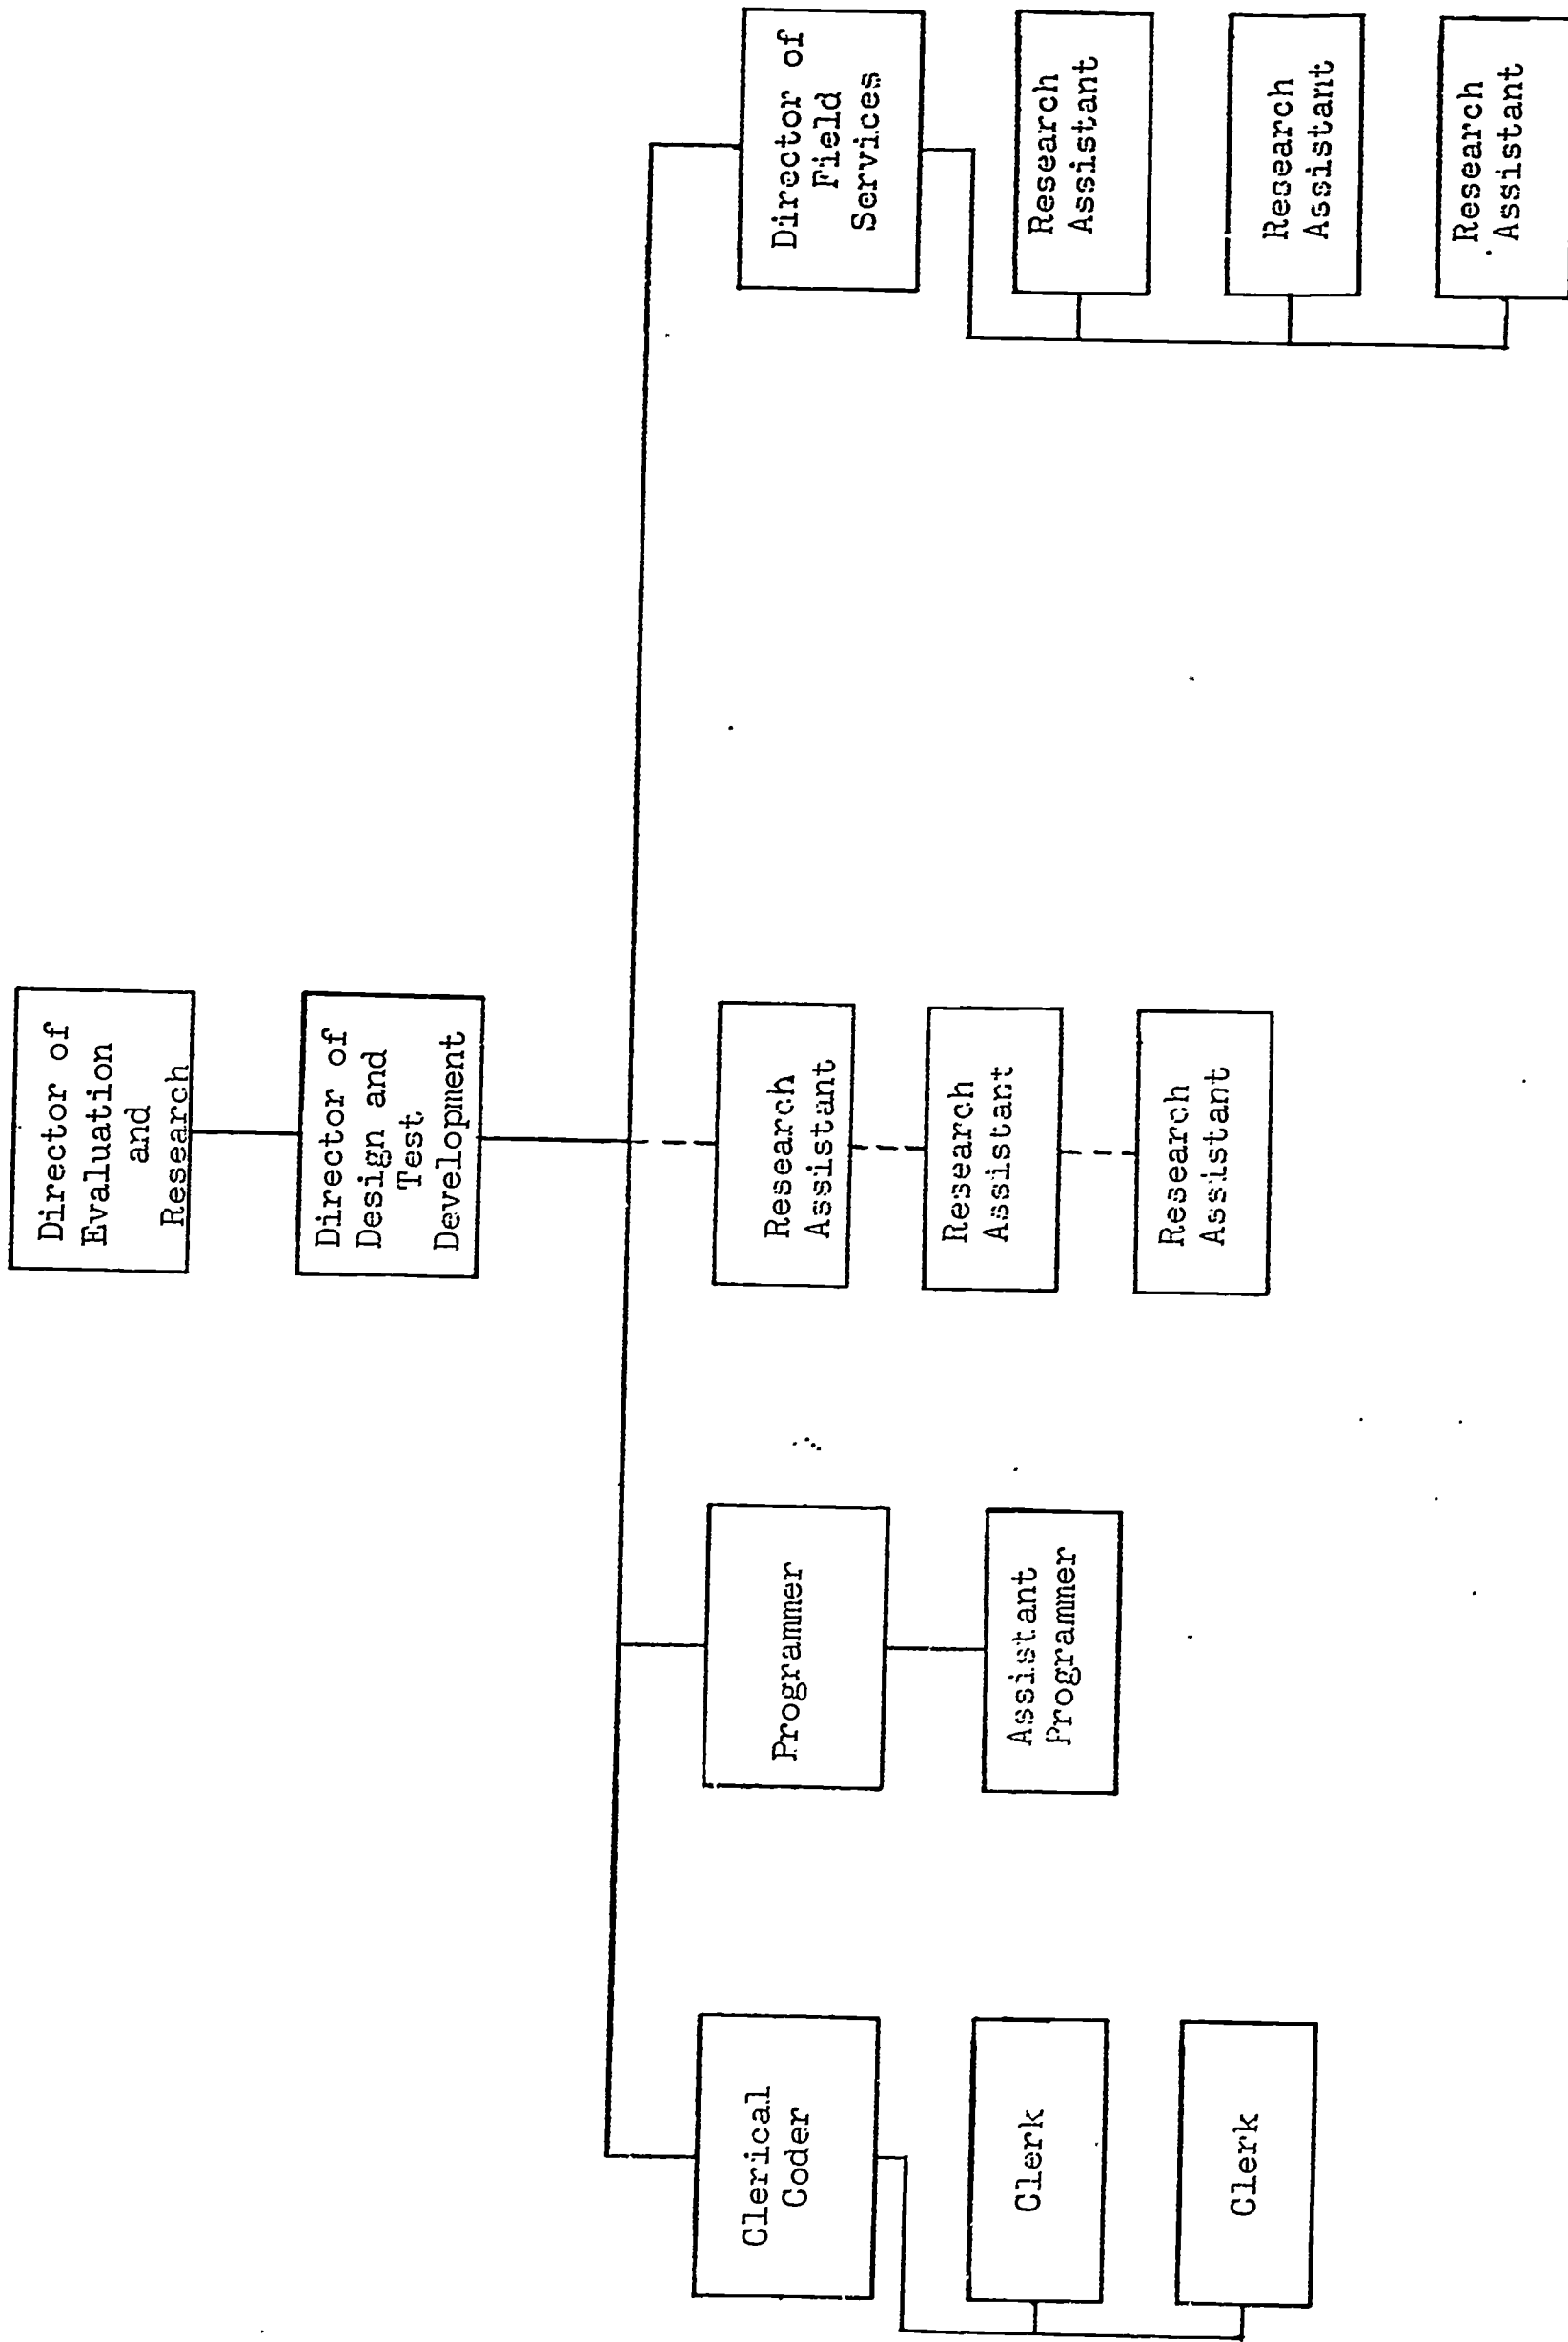 Director of
Evaluation
and
Research
Director of
Design and
Test
Development
Clerical
Coder
Clerk
Clerk
Programmer
Assistant
Programmer
Research
Assistant
Research
Assistant
Research
Assistant
Director of
Field
Services
Research
Assistant
Research
Assistant
Research
Assistant